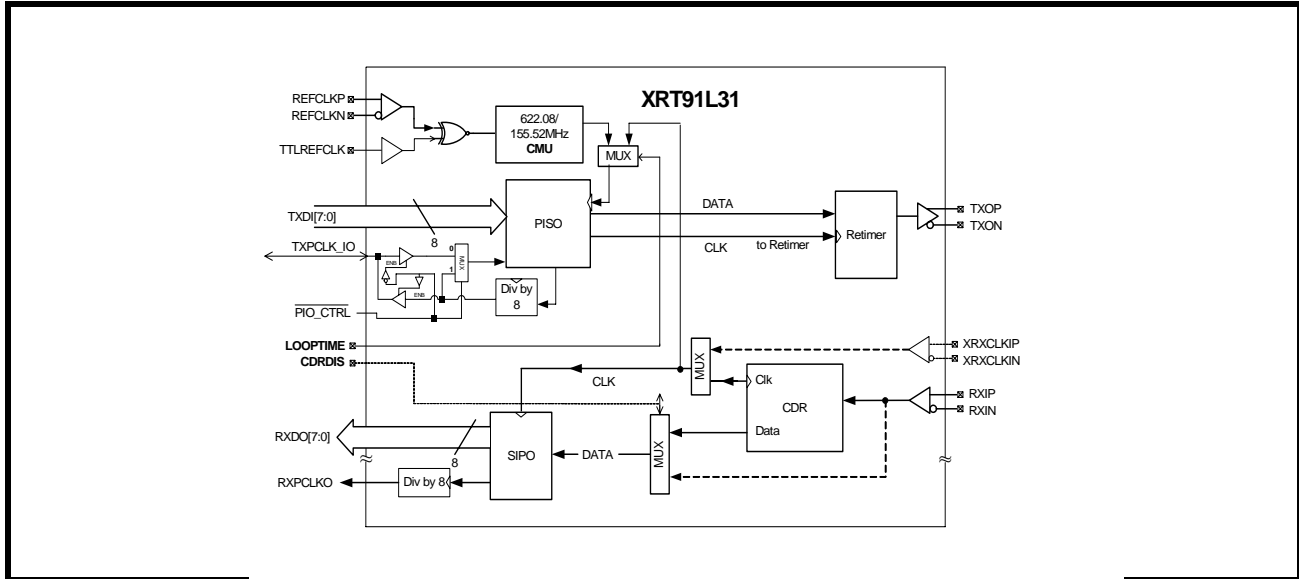 XRT91L31
REFCLKP
REFCLKN
TTLREFCLK
622.08/
155.52MHz
CMU
MUX
TXDI[7:0]
8
PISO
DATA
CLK
to Retimer
Retimer
TXOP
TXON
TXPCLK_IO
ENB
ENB
0
1
MUX
Div by
8
PIO_CTRL
LOOPTIME
CDRDIS
MUX
XRXCLKIP
XRXCLKIN
CLK
Clk
CDR
Data
RXIP
RXIN
RXDO[7:0]
8
SIPO
DATA
MUX
RXPCLKO
Div by 8